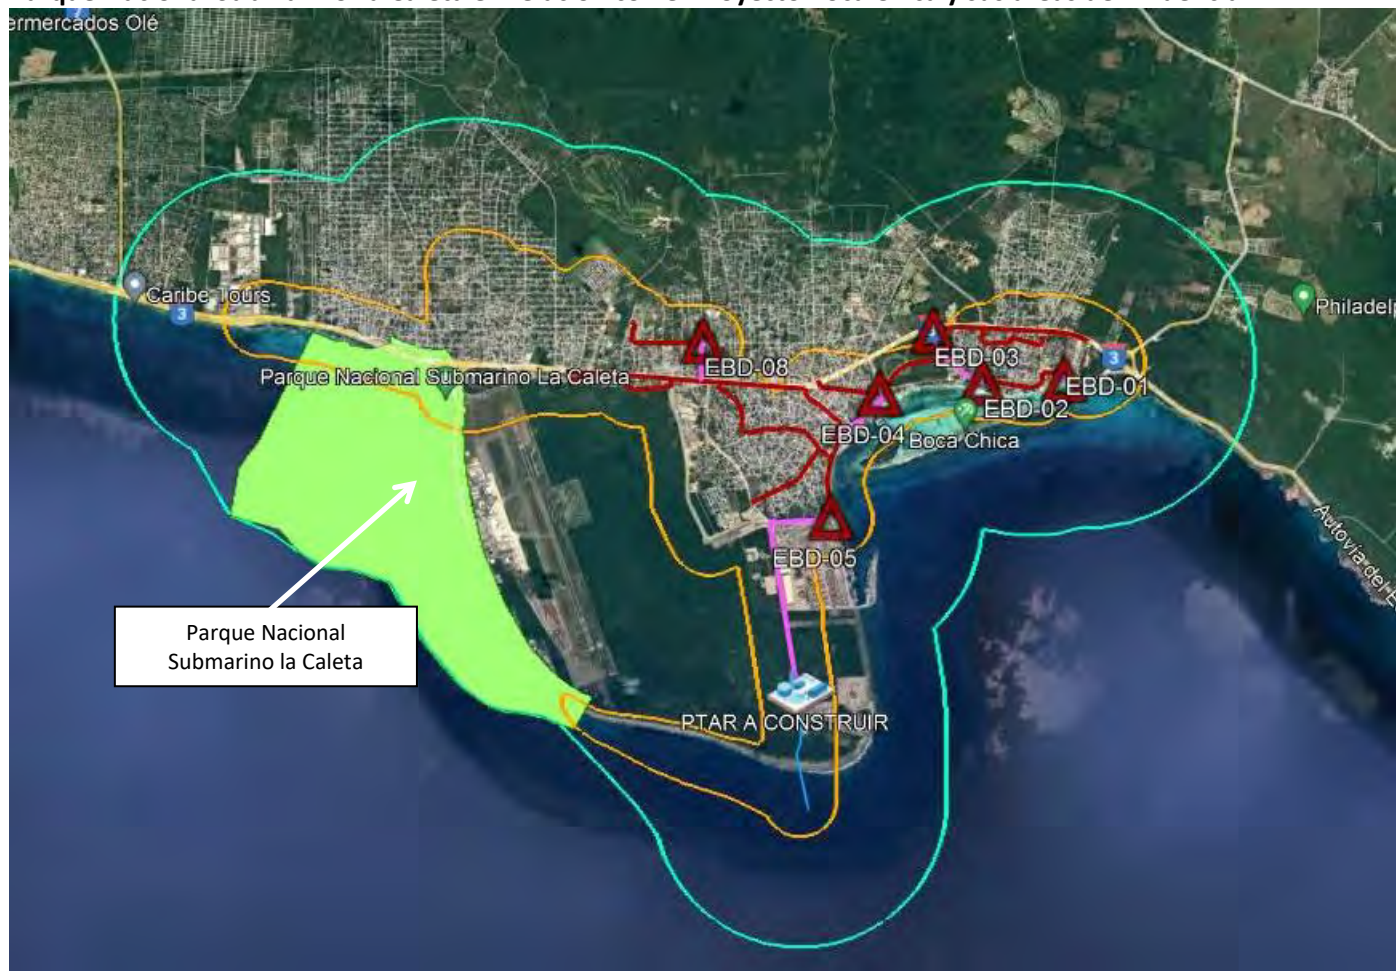 ermercados Olé
Caribe Tours
3
Philadelp
EBD-03
EBD-08
3
Parque Nacional Submarino La Caleta
EBD-01
EBD-02
EBD-04
Boca Chica
Autovía del E
EBD-05
Parque Nacional
Submarino la Caleta
PTAR A CONSTRUIR